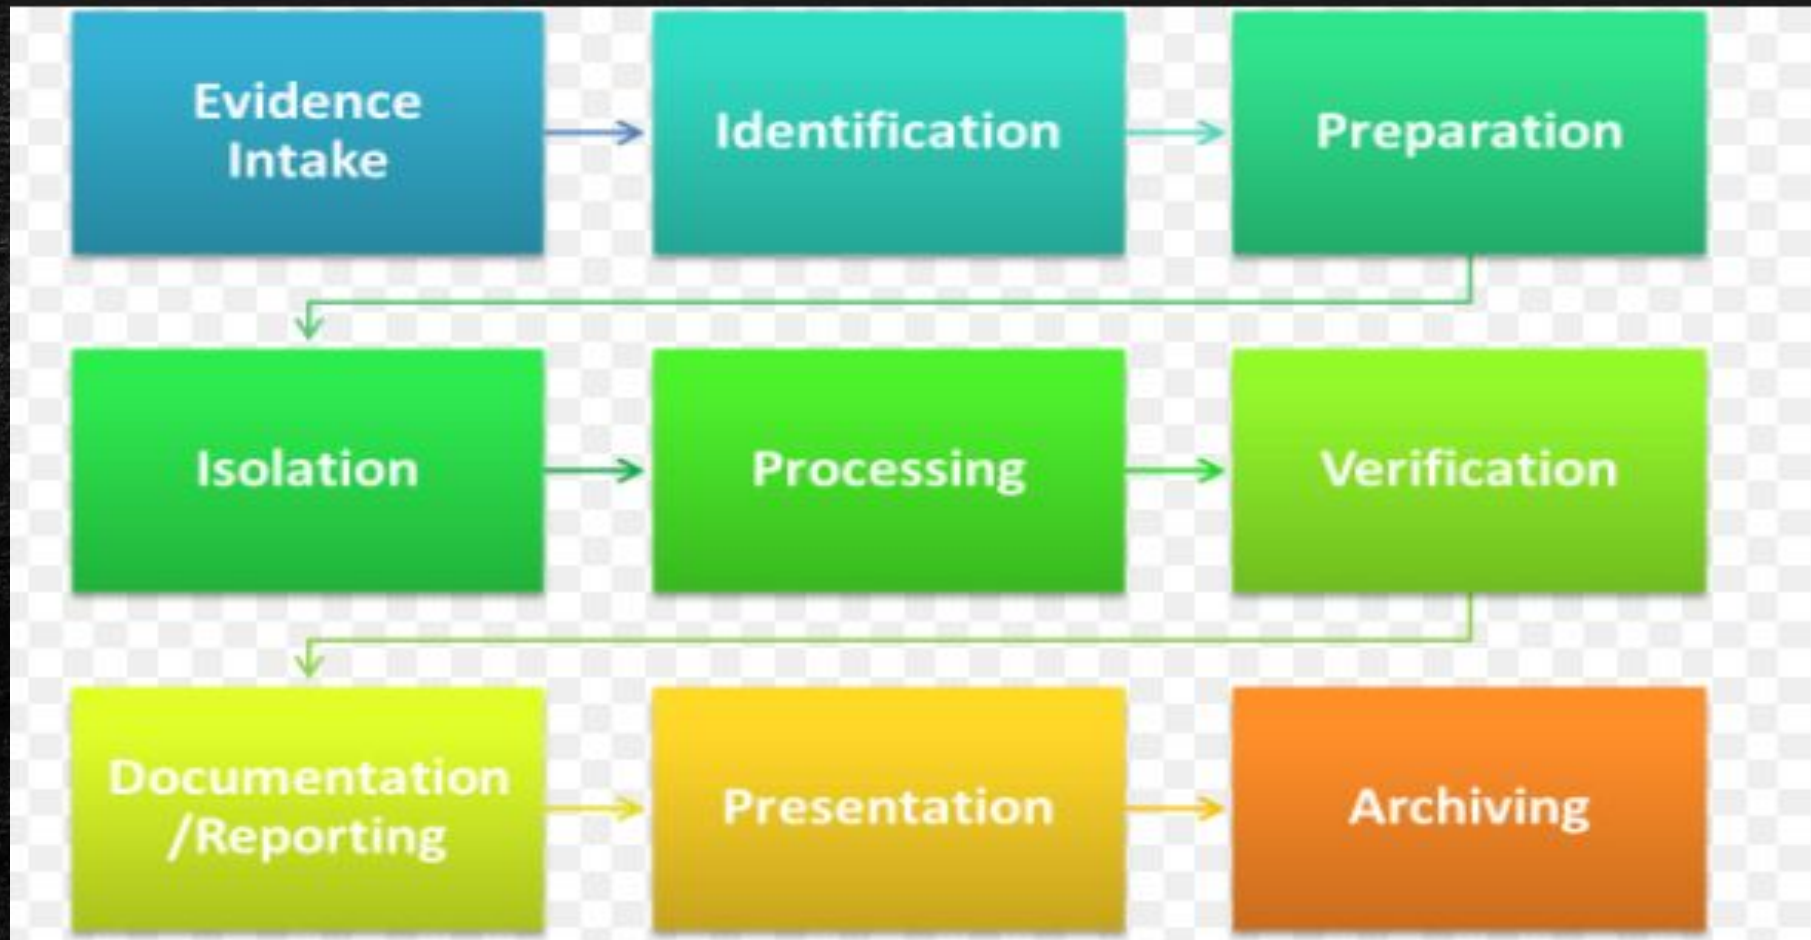 Evidence
Intake
Identification
Preparation
Isolation
Processing
Verification
Documentation
/Reporting
Presentation
Archiving